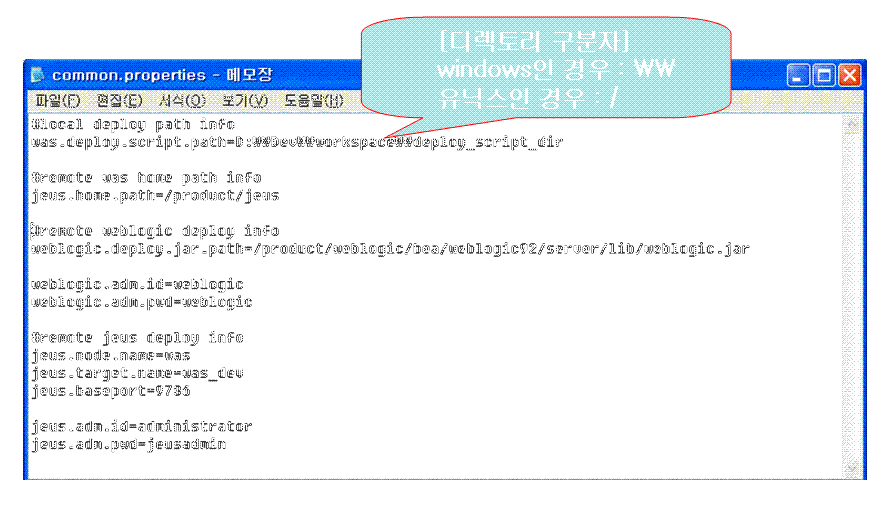 [디렉토리 구분자]
windows인 경우 : ₩₩
유닉스인 경우 : /
common.properties - 메모장
파일(F) 편집(E) 서식(O) 보기(V) 도움말(H)
#local deploy path info
was.deploy.script.path=D:₩₩Dev₩₩workspace₩₩deploy_script_dir
#remote was home path info
jeus.home.path=/product/jeus
#remote weblogic deploy info
weblogic.deploy.jar.path=/product/weblogic/bea/weblogic92/server/lib/weblogic.jar
weblogic.adm.id=weblogic
weblogic.adm.pwd=weblogic
#remote jeus deploy info
jeus.node.name=was
jeus.target.name=was_dev
jeus.baseport=9736
jeus.adm.id=administrator
jeus.adm.pwd=jeusadmin